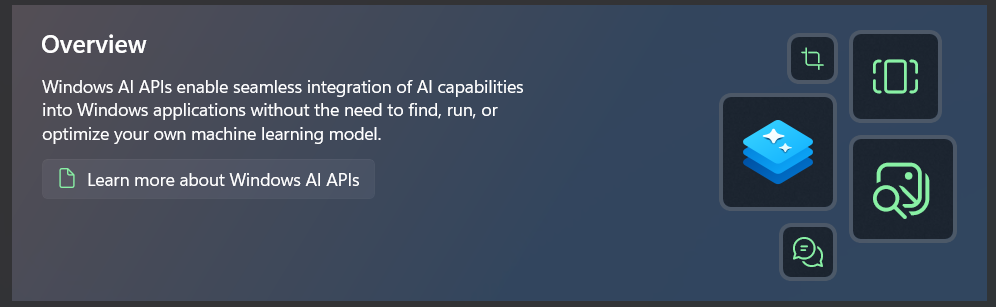 Overview
Windows AI APIs enable seamless integration of AI capabilities
into Windows applications without the need to find, run, or
optimize your own machine learning model.
Learn more about Windows AI APIs